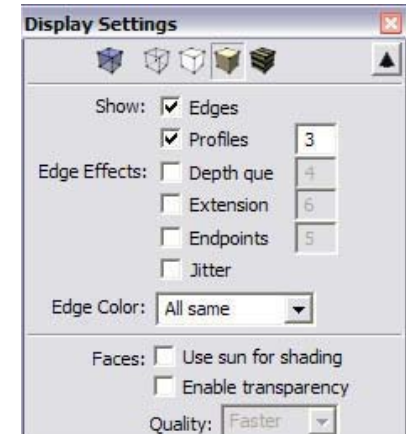 Display Settings
Show: Edges
Profiles 3
Edge Effects: Depth que 4
Extension 6
Endpoints 5
Jitter
Edge Color: All same
Faces: Use sun for shading
Enable transparency
Quality: Faster